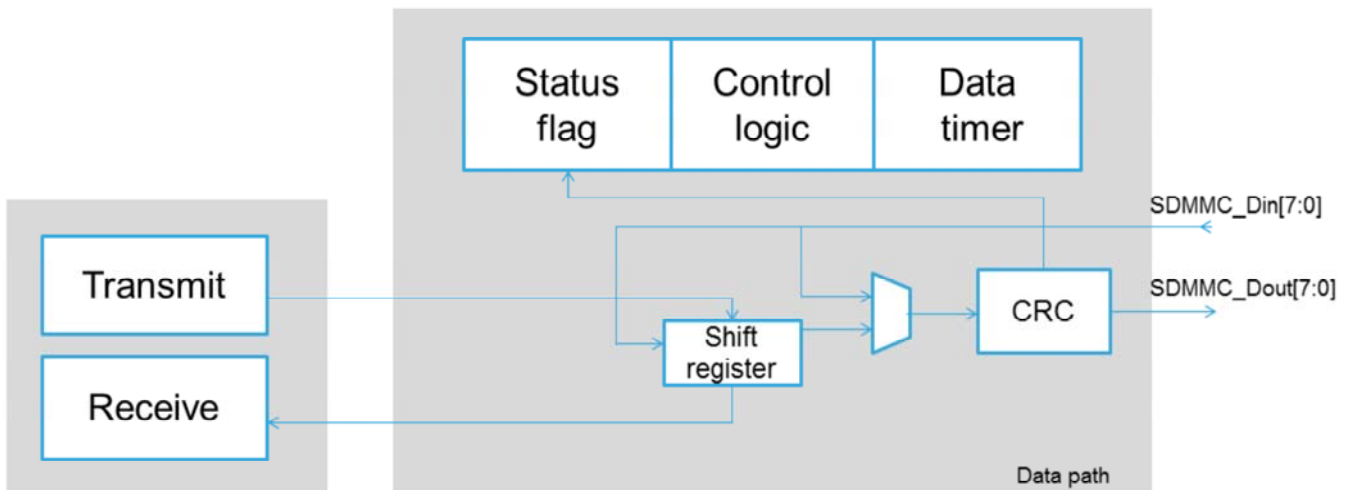 Status
flag
Control
logic
Data
timer
SDMMC_Din[7:0]
Transmit
SDMMC_Dout[7:0]
CRC
Shift
register
Receive
Data path